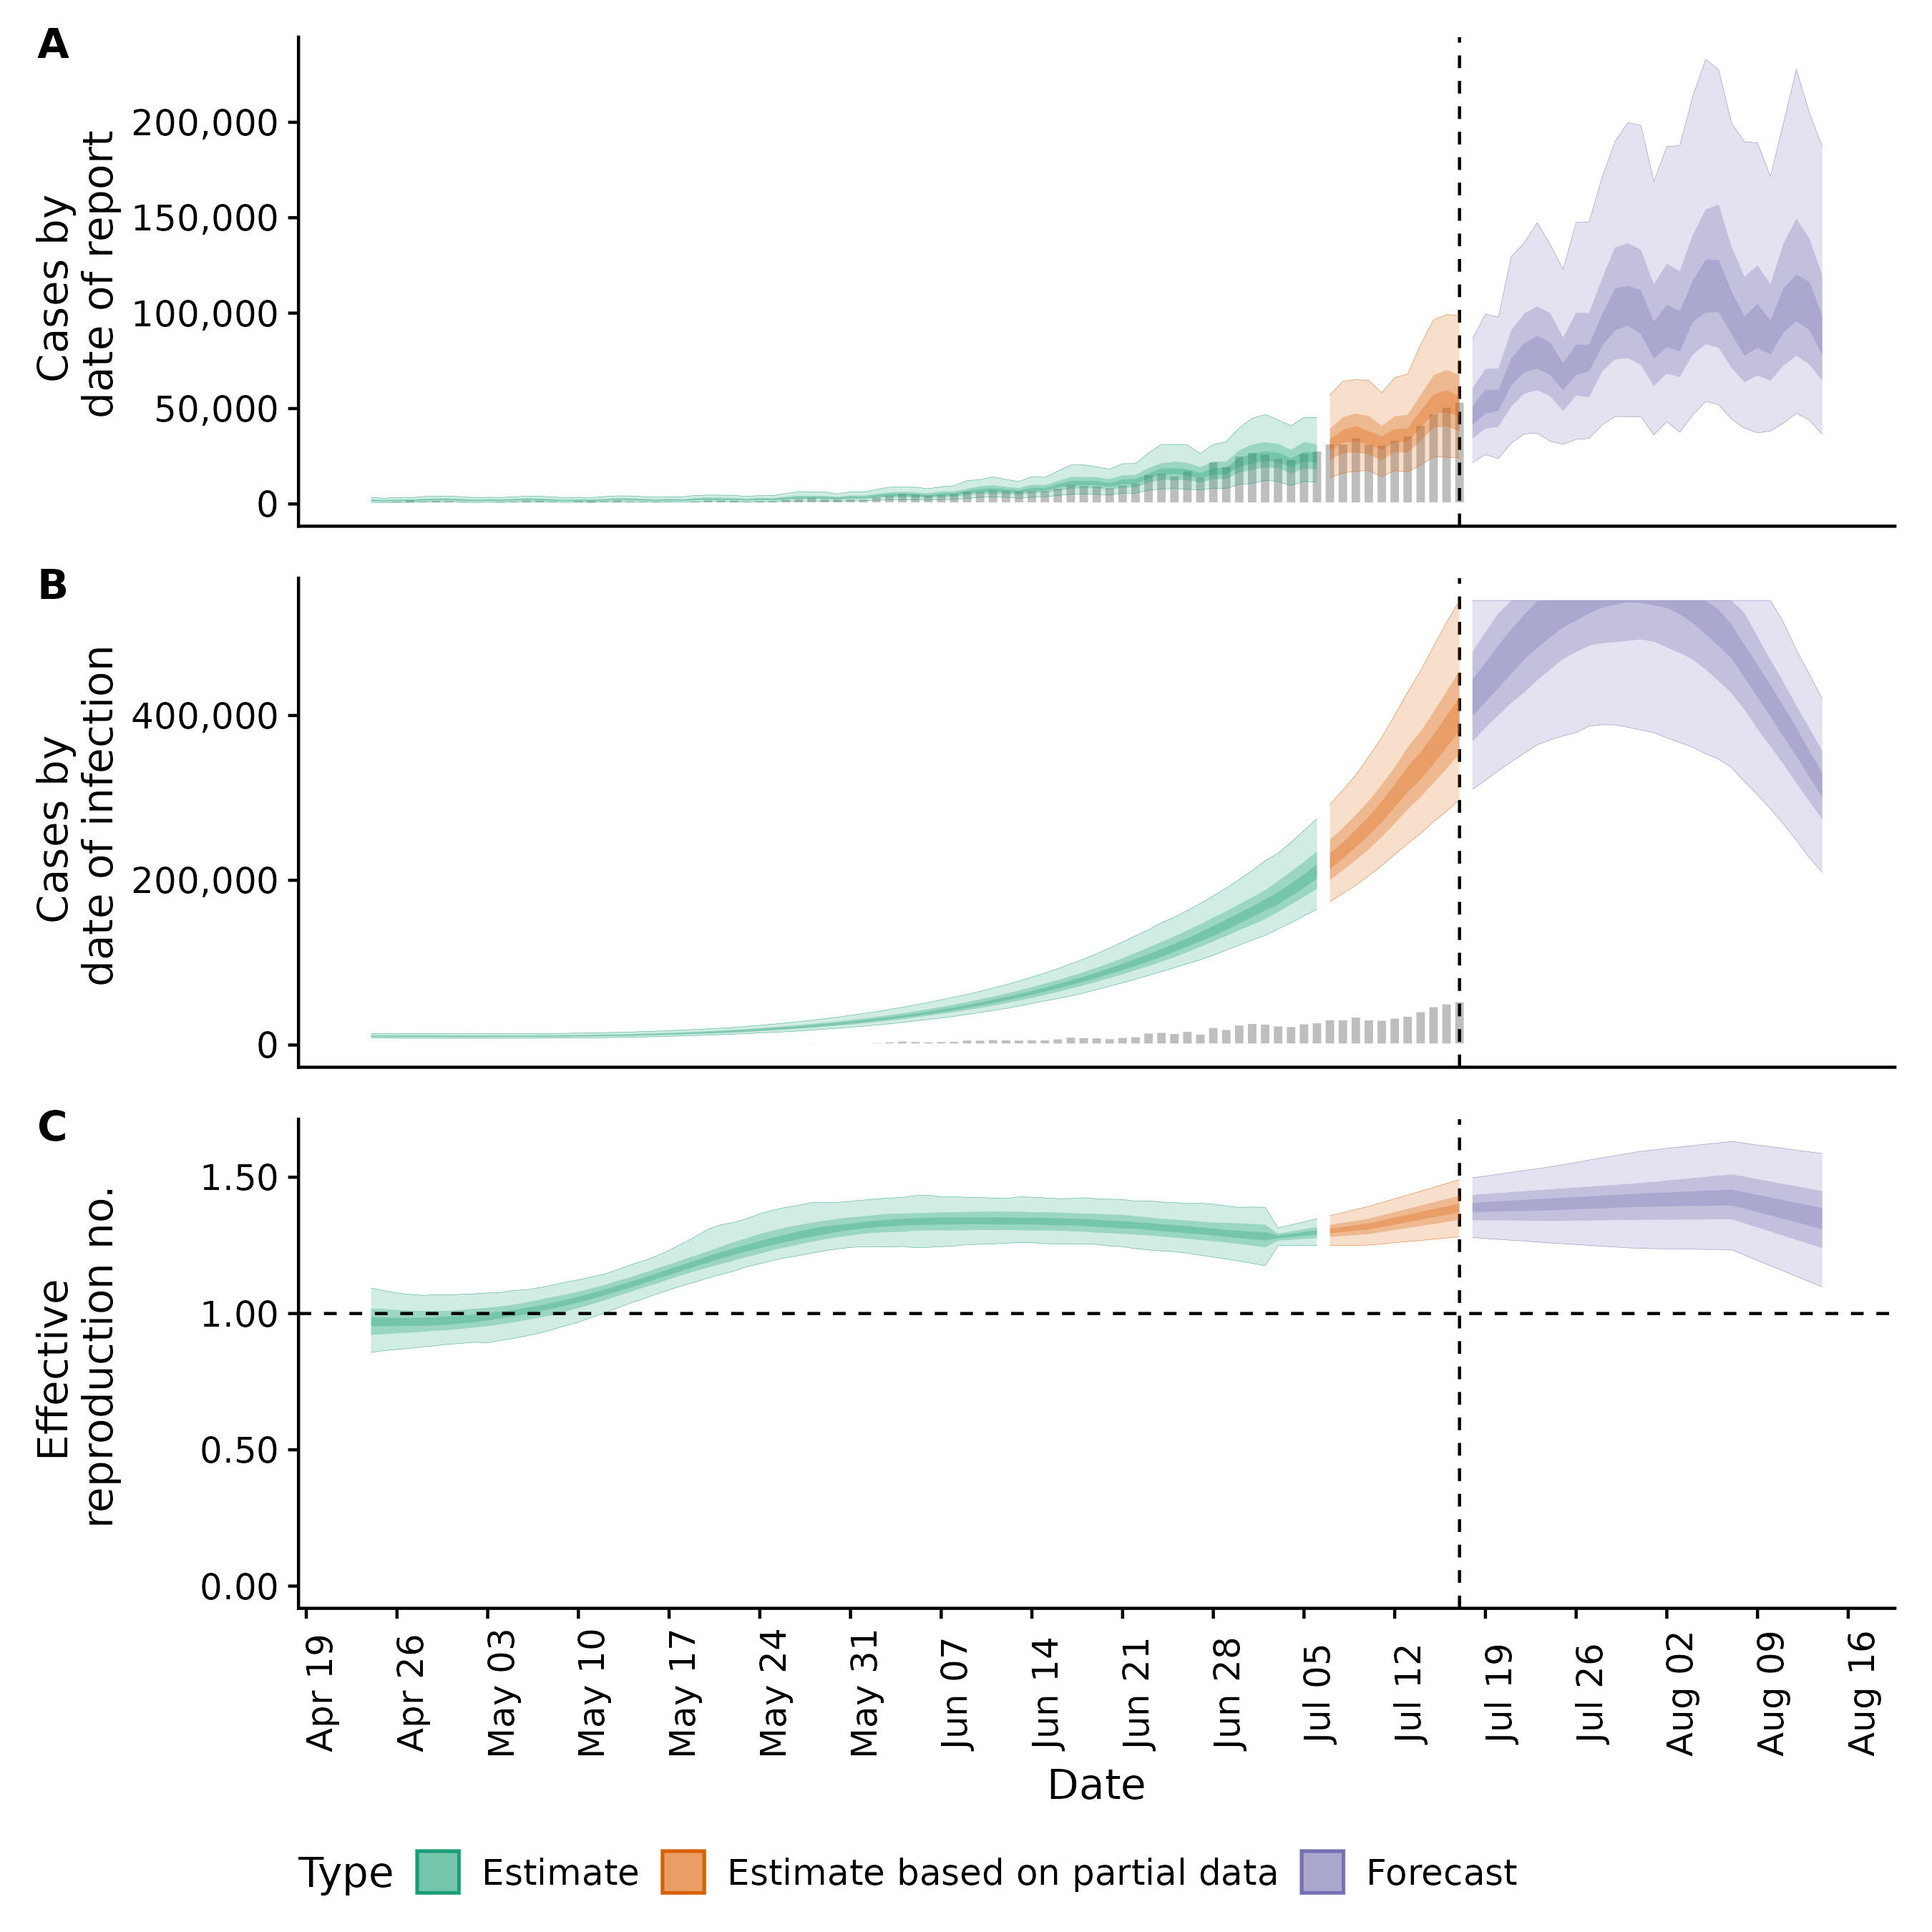 A
Cases by
date of report
200,000
150,000
100,000
50,000
0
B
Cases by
date of infection
400,000
200,000
0
C
Effective
reproduction no.
1.50
1.00
0.50
0.00
Apr 19
Apr 26
May 03
May 10
May 17
May 24
May 31
Jun 07
Jun 14
Jun 21
Jun 28
Jul 05
Jul 12
Jul 19
Jul 26
Aug 02
Aug 09
Aug 16
Date
Type Estimate Estimate based on partial data Forecast